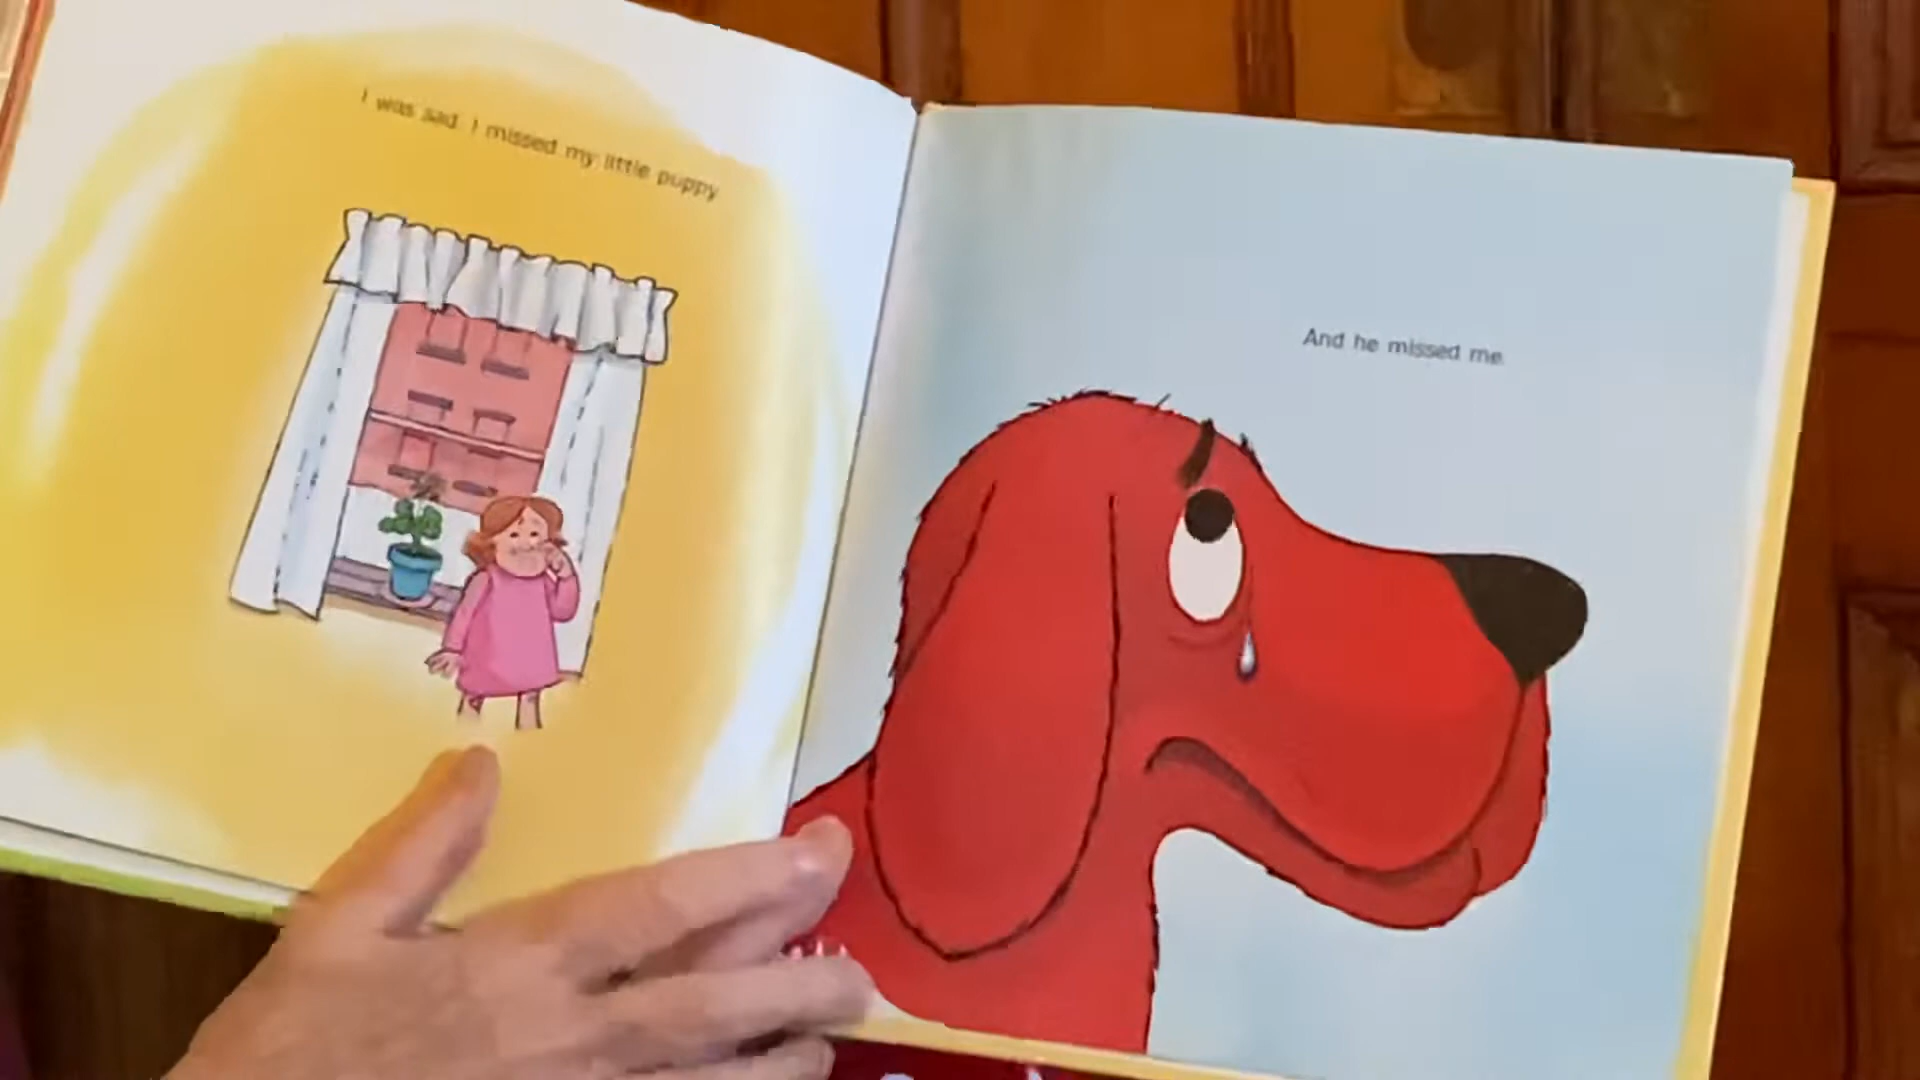 I was sad. I missed my little puppy
And he missed me.